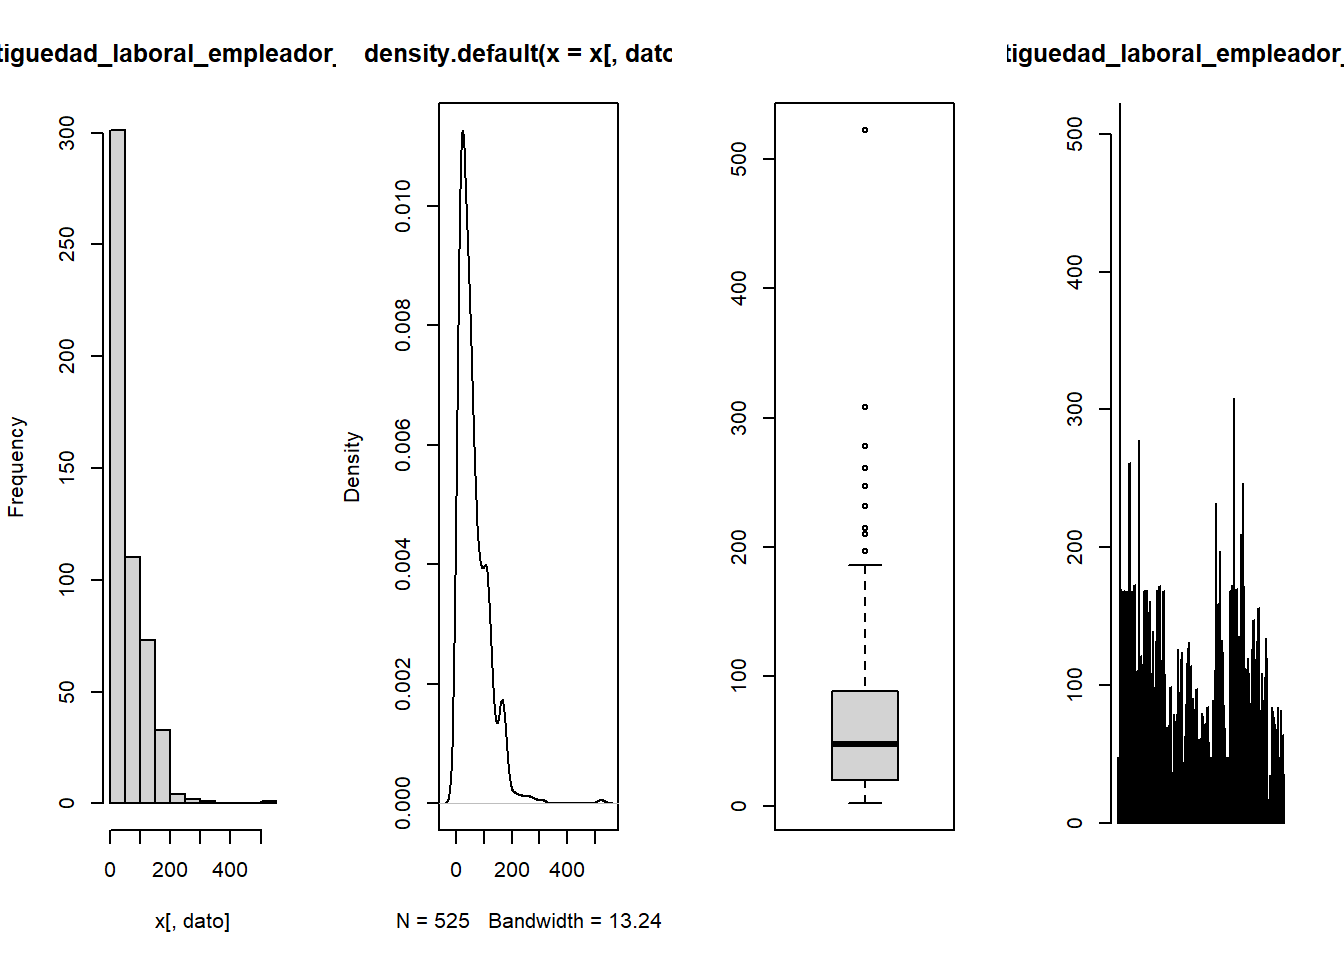 tiguedad_laboral_empleador_
Frequency
0 50 100 150 200 250 300
0 200 400
x[, dato]
density.default(x = x[, dato
Density
0.000 0.002 0.004 0.006 0.008 0.010
0 200 400
N = 525 Bandwidth = 13.24
0 100 200 300 400 500
tiguedad_laboral_empleador_
0 100 200 300 400 500